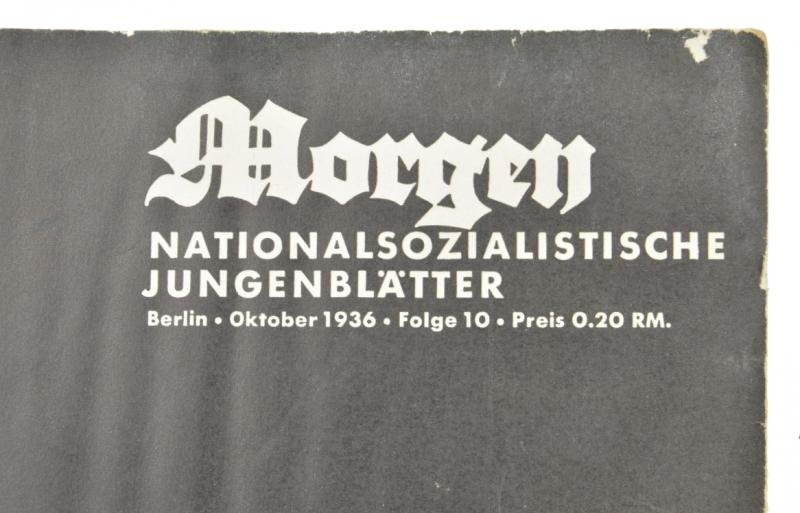 Morgen
NATIONALSOZIALISTISCHE
JUNGENBLÄTTER
Berlin • Oktober 1936 • Folge 10 • Preis 0.20 RM.